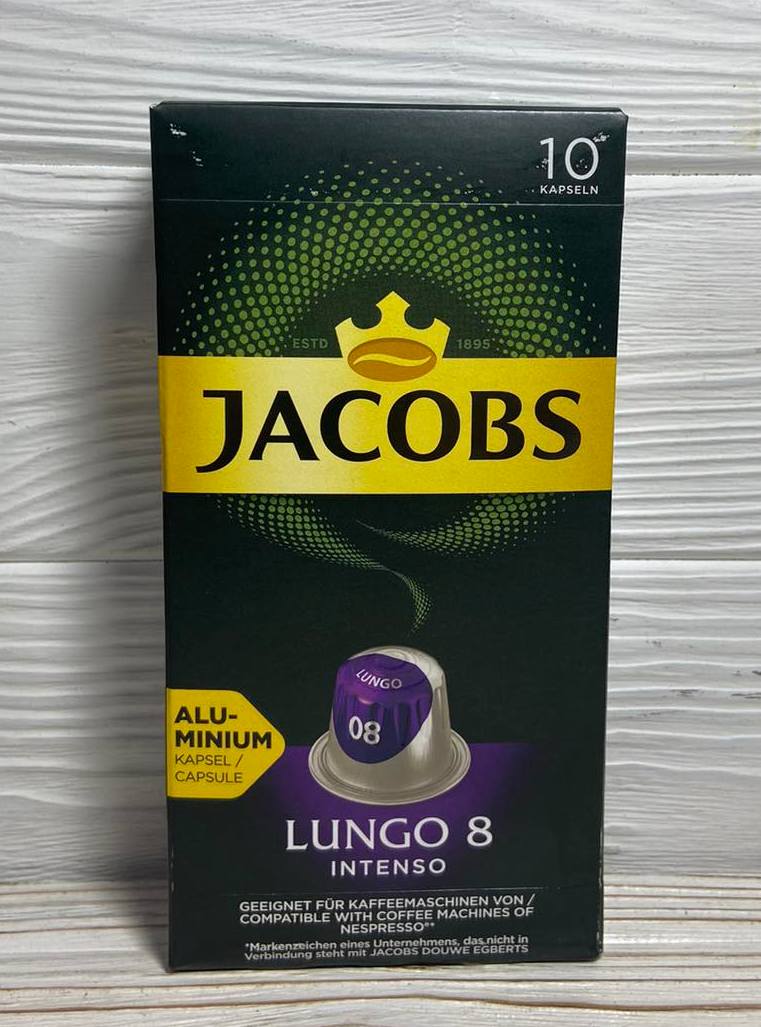 10
KAPSELN
ESTD 1895
JACOBS
LUNGO
08
ALU-
MINIUM
KAPSEL /
CAPSULE
LUNGO 8
INTENSO
GEEIGNET FÜR KAFFEEMASCHINEN VON /
COMPATIBLE WITH COFFEE MACHINES OF
NESPRESSO®*
*Markenzeichen eines Unternehmens, das nicht in
Verbindung steht mit JACOBS DOUWE EGBERTS